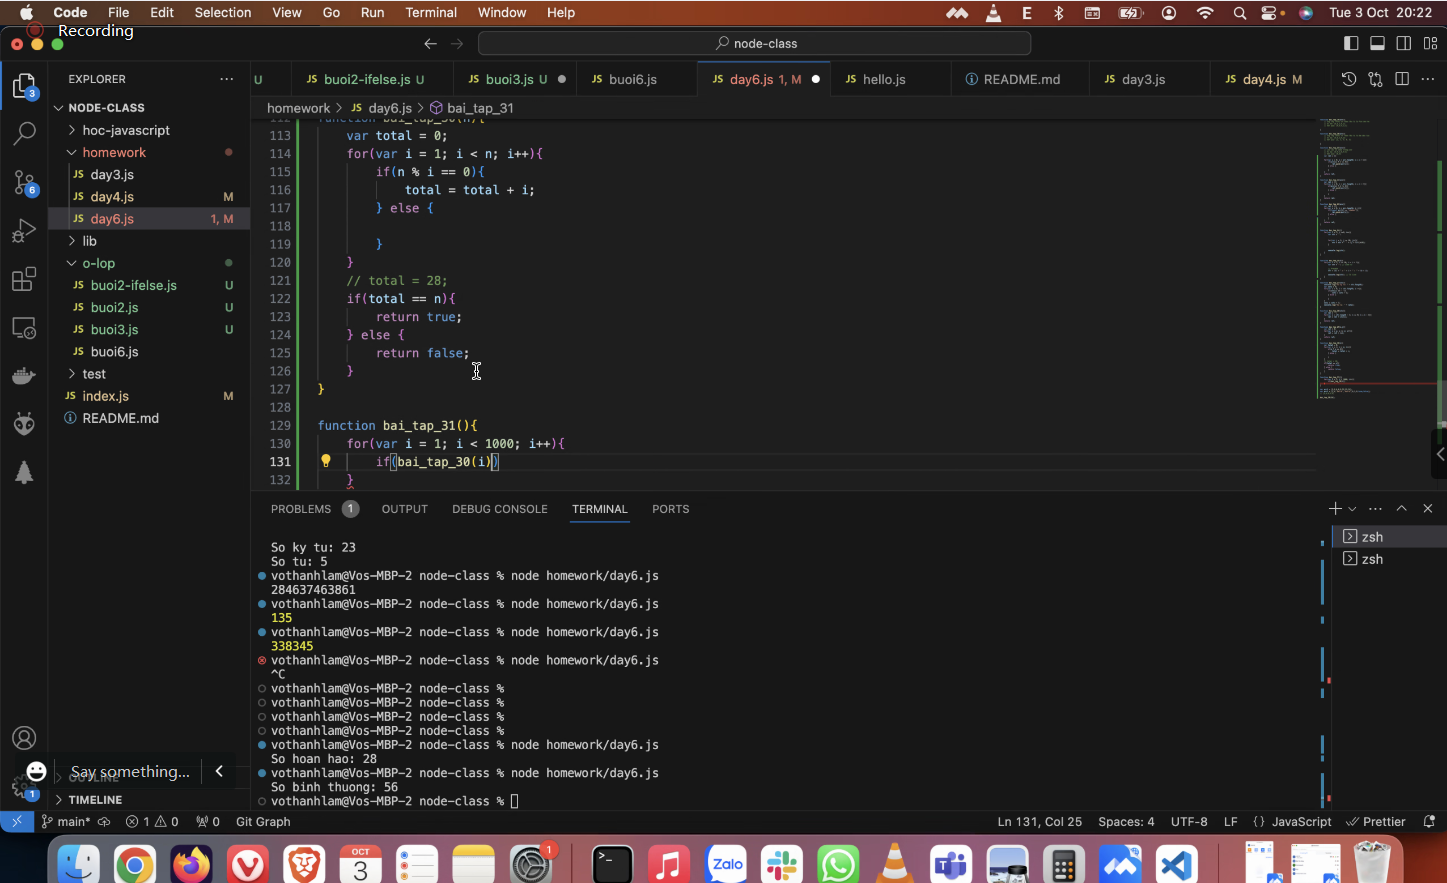 Code File Edit Selection View Go Run Terminal Window Help E Tue 3 Oct 20:22
Recording
node-class
EXPLORER
U
JS buoi2-ifelse.js U
JS buoi3.js U
JS buoi6.js
JS day6.js 1, M
JS hello.js
README.md
JS day3.js
JS day4.js M
homework > JS day6.js > bai_tap_31
NODE-CLASS
hoc-javascript
homework
JS day3.js
JS day4.js M
JS day6.js 1, M
lib
o-lop
JS buoi2-ifelse.js U
JS buoi2.js U
JS buoi3.js U
JS buoi6.js
test
JS index.js M
README.md
3
6
1
112 function bai_tap_30(n){
113 var total = 0;
114 for(var i = 1; i < n; i++){
115 if(n % i == 0){
116 total = total + i;
117 } else {
118
119 }
120 }
121 // total = 28;
122 if(total == n){
123 return true;
124 } else {
125 return false;
126 }
127 }
128
129 function bai_tap_31(){
130 for(var i = 1; i < 1000; i++){
131 if(bai_tap_30(i))
132 }
PROBLEMS 1 OUTPUT DEBUG CONSOLE TERMINAL PORTS
zsh
zsh
So ky tu: 23
So tu: 5
vothanhlam@Vos-MBP-2 node-class % node homework/day6.js
284637463861
vothanhlam@Vos-MBP-2 node-class % node homework/day6.js
135
vothanhlam@Vos-MBP-2 node-class % node homework/day6.js
338345
vothanhlam@Vos-MBP-2 node-class % node homework/day6.js
^C
vothanhlam@Vos-MBP-2 node-class %
vothanhlam@Vos-MBP-2 node-class %
vothanhlam@Vos-MBP-2 node-class %
vothanhlam@Vos-MBP-2 node-class %
vothanhlam@Vos-MBP-2 node-class % node homework/day6.js
So hoan hao: 28
vothanhlam@Vos-MBP-2 node-class % node homework/day6.js
So binh thuong: 56
vothanhlam@Vos-MBP-2 node-class %
Say something...
OUTLINE
TIMELINE
main* 1 0 0 Git Graph Ln 131, Col 25 Spaces: 4 UTF-8 LF {} JavaScript Prettier
OCT
3
1
Zalo